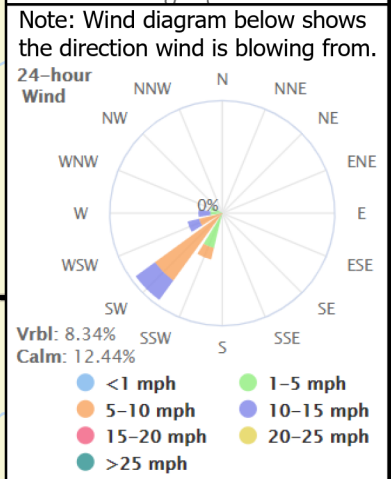 Note: Wind diagram below shows
the direction wind is blowing from.
24-hour
Wind
N
NNW
NNE
NW
NE
WNW
ENE
0%
W
E
WSW
ESE
SW
SE
SSW
SSE
S
Vrbl: 8.34%
Calm: 12.44%
<1 mph
1-5 mph
5-10 mph
10-15 mph
15-20 mph
20-25 mph
>25 mph